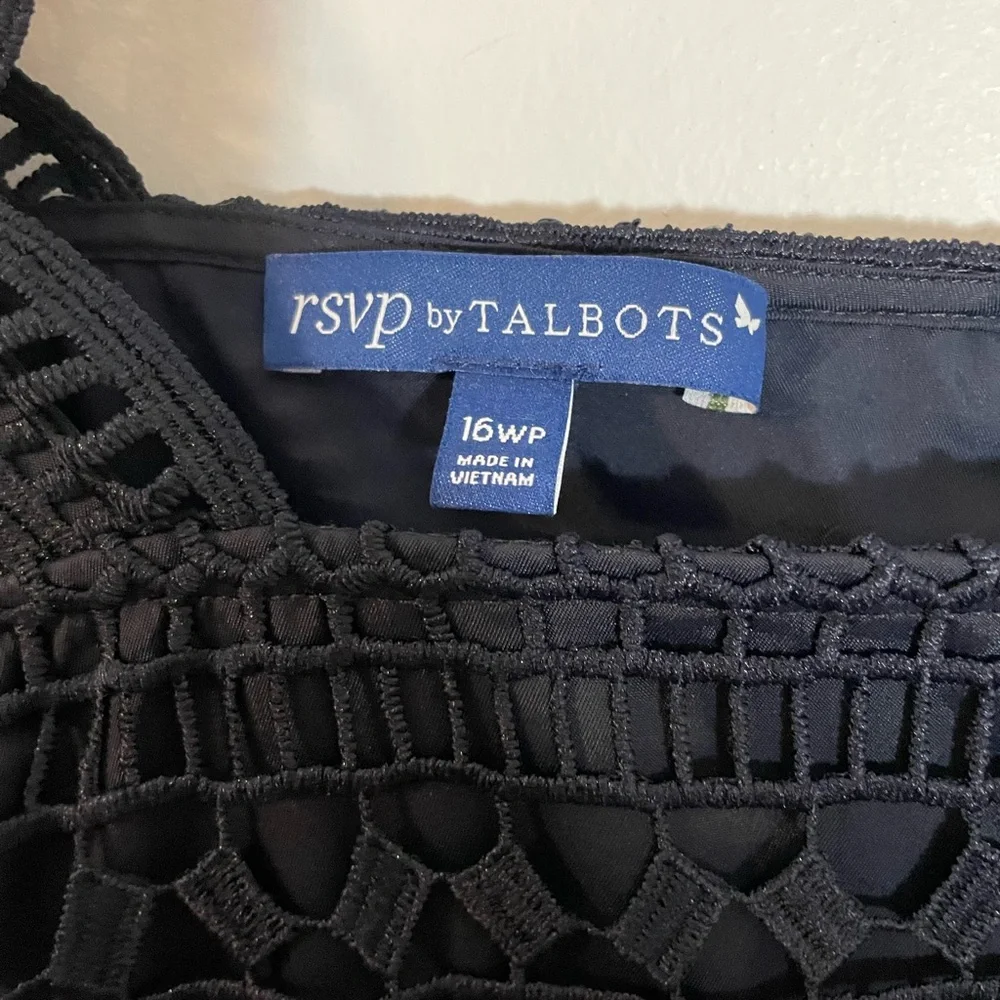 rsvp by TALBOTS
16WP
MADE IN
VIETNAM